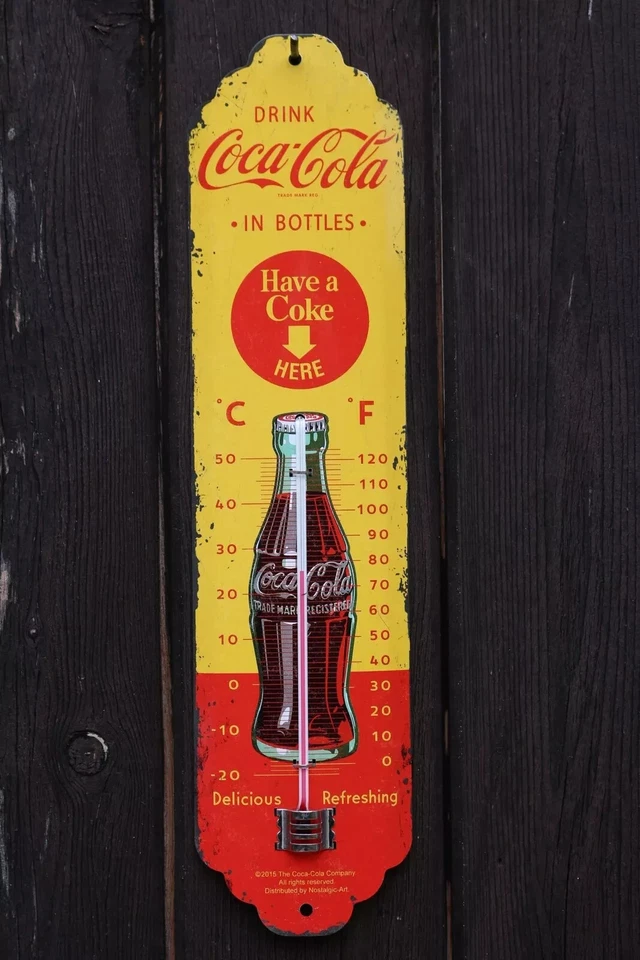 DRINK
Coca-Cola
TRADE MARK REG.
• IN BOTTLES •
Have a
Coke
HERE
°C °F
50 120
110
40 100
90
30 80
70
20 60
50
10 40
0 30
20
-10 10
0
-20
Coca-Cola
TRADE MARK REGISTERED
Delicious Refreshing
©2015 The Coca-Cola Company
All rights reserved
Distributed by Nostalgic-Art.